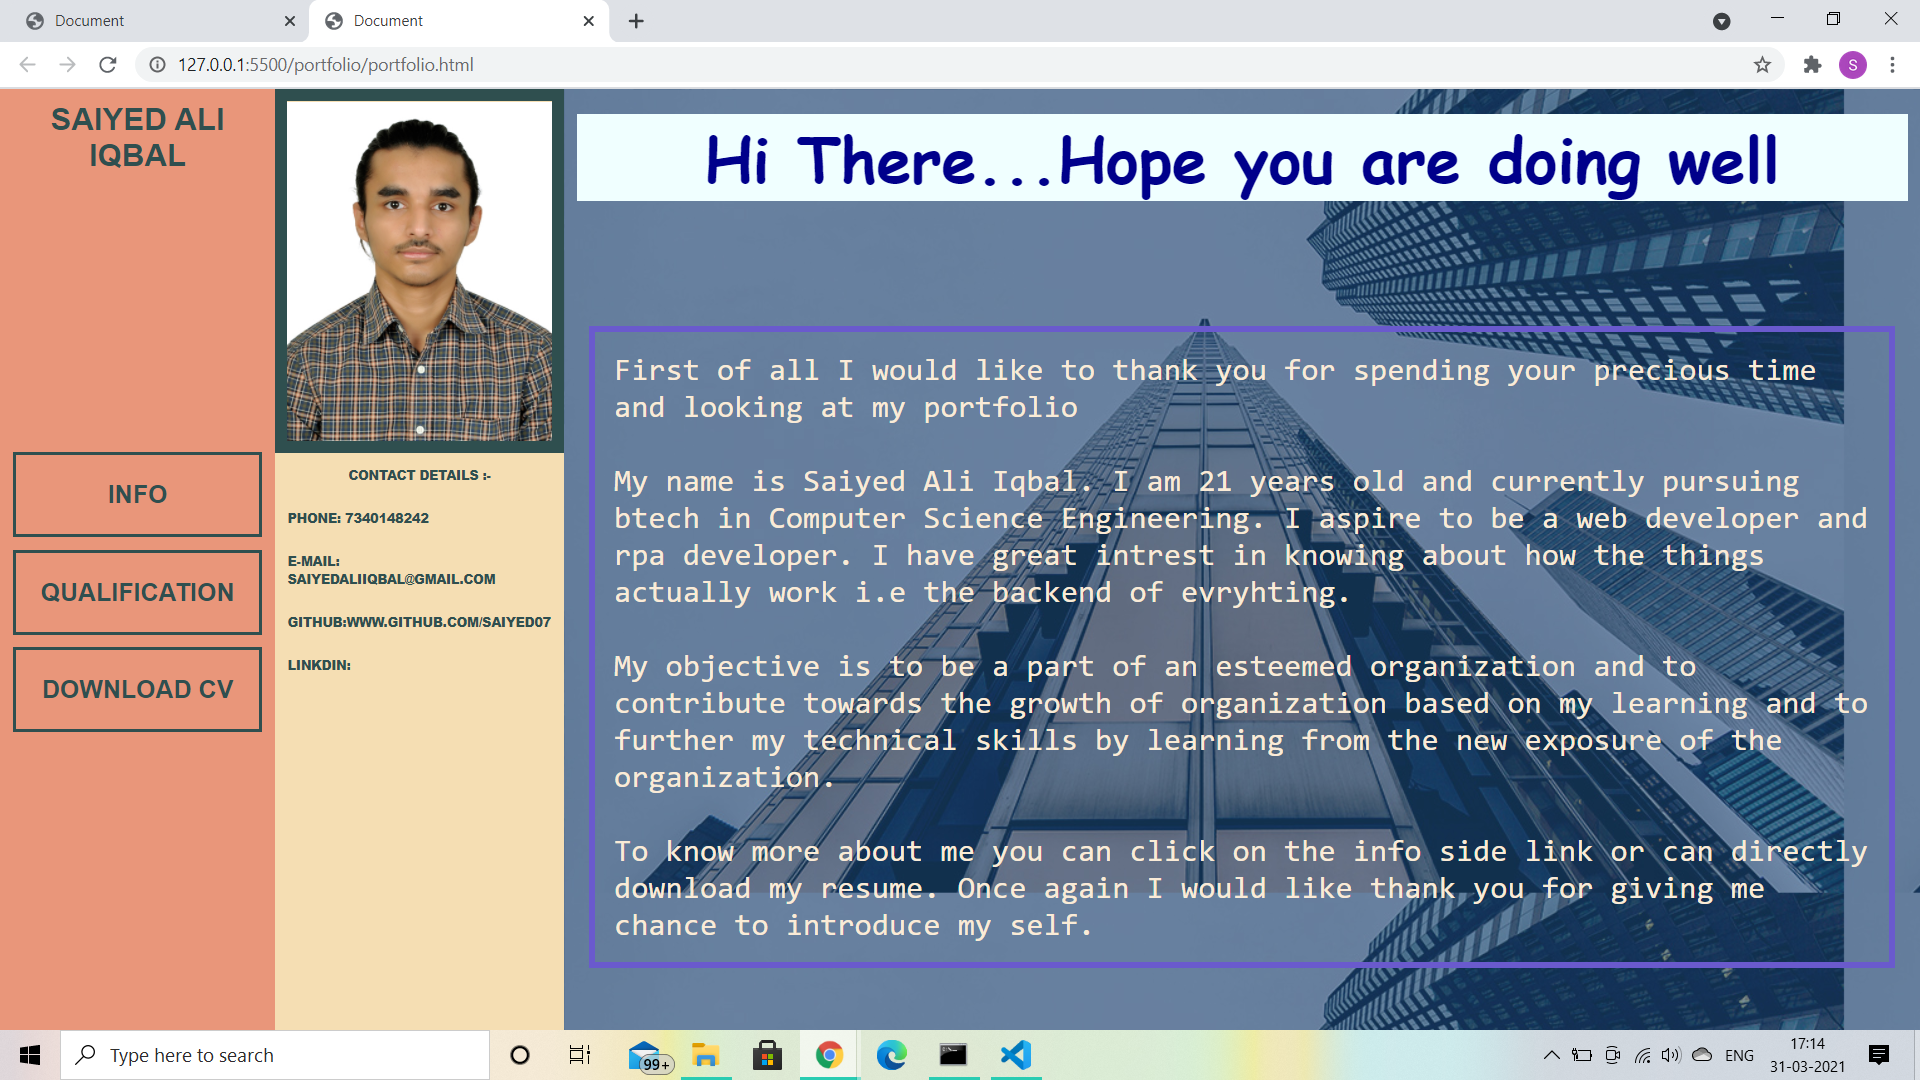 Document
Document
127.0.0.1:5500/portfolio/portfolio.html
S
SAIYED ALI
IQBAL
INFO
QUALIFICATION
DOWNLOAD CV
CONTACT DETAILS :-
PHONE: 7340148242
E-MAIL:
SAIYEDALIIQBAL@GMAIL.COM
GITHUB:WWW.GITHUB.COM/SAIYED07
LINKDIN:
Hi There...Hope you are doing well
First of all I would like to thank you for spending your precious time
and looking at my portfolio
My name is Saiyed Ali Iqbal. I am 21 years old and currently pursuing
btech in Computer Science Engineering. I aspire to be a web developer and
rpa developer. I have great intrest in knowing about how the things
actually work i.e the backend of evryhting.
My objective is to be a part of an esteemed organization and to
contribute towards the growth of organization based on my learning and to
further my technical skills by learning from the new exposure of the
organization.
To know more about me you can click on the info side link or can directly
download my resume. Once again I would like thank you for giving me
chance to introduce my self.
Type here to search
99+
ENG
17:14
31-03-2021